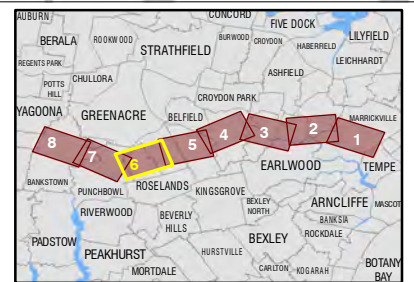 AUBURN
CONCORD
FIVE DOCK
BERALA
ROOKWOOD
STRATHFIELD
BURWOOD
CROYDON
HABERFIELD
LILYFIELD
REGENTS PARK
LEICHHARDT
POTTS
HILL
CHULLORA
ASHFIELD
CROYDON PARK
YAGOONA
GREENACRE
BELFIELD
MARRICKVILLE
8
7
6
5
4
3
2
1
BANKSTOWN
PUNCHBOWL
ROSELANDS
KINGSGROVE
EARLWOOD
TEMPE
RIVERWOOD
BEVERLY
HILLS
BEXLEY
NORTH
ARNCLIFFE
MASCOT
BANKSIA
PADSTOW
PEAKHURST
HURSTVILLE
BEXLEY
ROCKDALE
MORTDALE
CARLTON
KOGARAH
BOTANY
BAY